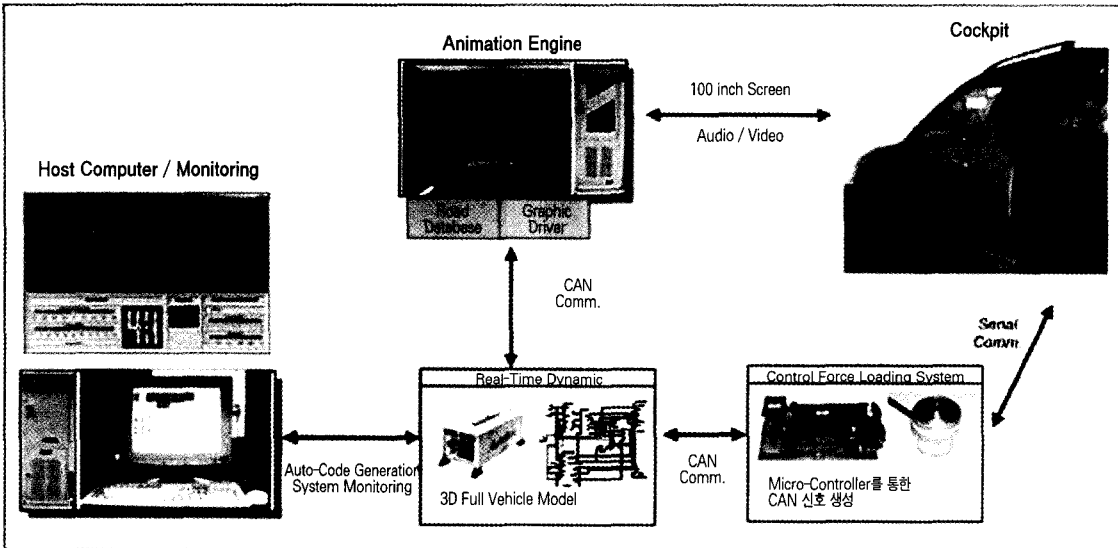 Animation Engine
Cockpit
100 inch Screen
Audio / Video
Host Computer / Monitoring
Road
Database
Graphic
Driver
CAN
Comm.
Serial
Comm
Real-Time Dynamic
Control Force Loading System
Auto-Code Generation
System Monitoring
3D Full Vehicle Model
CAN
Comm.
Micro-Controller를 통한
CAN 신호 생성